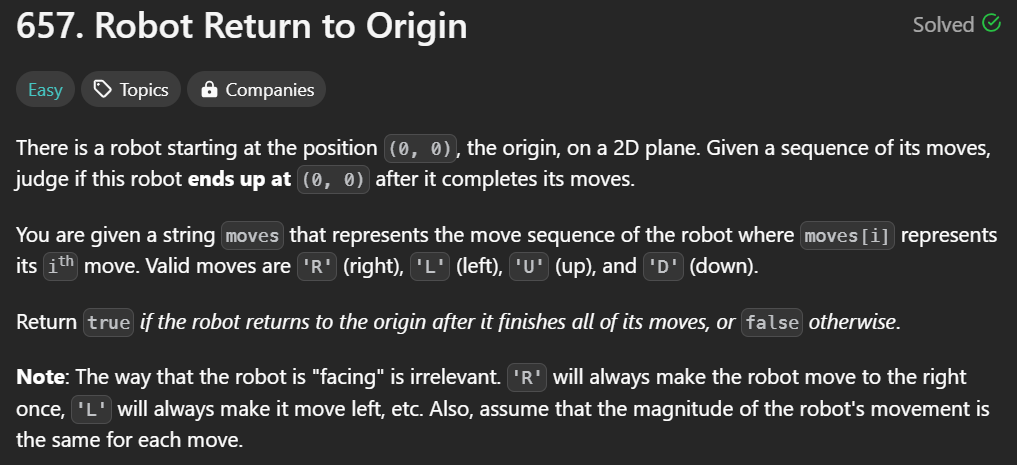 657. Robot Return to Origin
Solved
Easy
Topics
Companies
There is a robot starting at the position (0, 0), the origin, on a 2D plane. Given a sequence of its moves,
judge if this robot ends up at (0, 0) after it completes its moves.
You are given a string moves that represents the move sequence of the robot where moves[i] represents
its ith move. Valid moves are 'R' (right), 'L' (left), 'U' (up), and 'D' (down).
Return true if the robot returns to the origin after it finishes all of its moves, or false otherwise.
Note: The way that the robot is "facing" is irrelevant. 'R' will always make the robot move to the right
once, 'L' will always make it move left, etc. Also, assume that the magnitude of the robot's movement is
the same for each move.